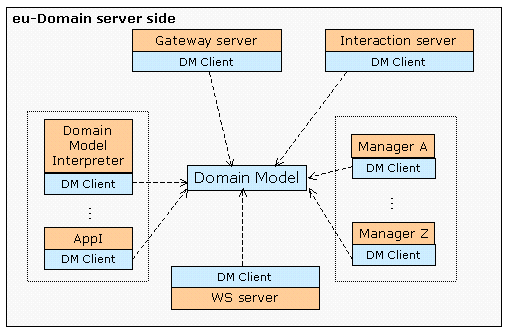 eu-Domain server side
Gateway server
DM Client
Interaction server
DM Client
Domain
Model
Interpreter
DM Client
...
AppI
DM Client
Domain Model
Manager A
DM Client
...
Manager Z
DM Client
DM Client
WS server